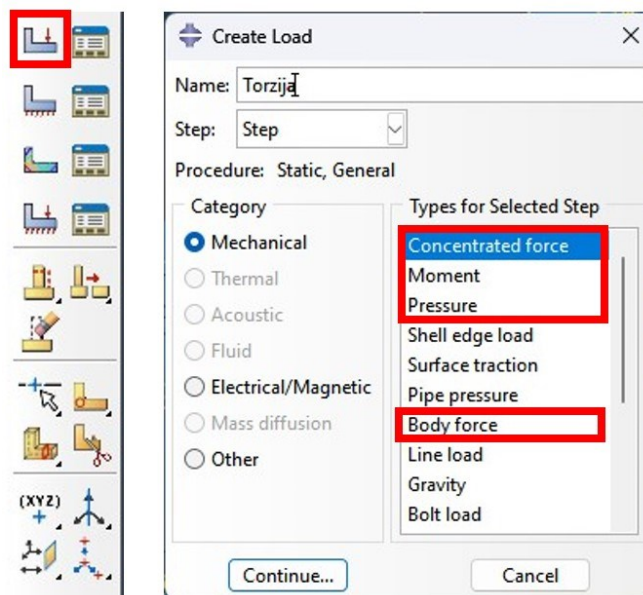 Create Load
Name: Torzija
Step: Step
Procedure: Static, General
Category
Mechanical
Thermal
Acoustic
Fluid
Electrical/Magnetic
Mass diffusion
Other
Types for Selected Step
Concentrated force
Moment
Pressure
Shell edge load
Surface traction
Pipe pressure
Body force
Line load
Gravity
Bolt load
(XYZ)
Continue...
Cancel